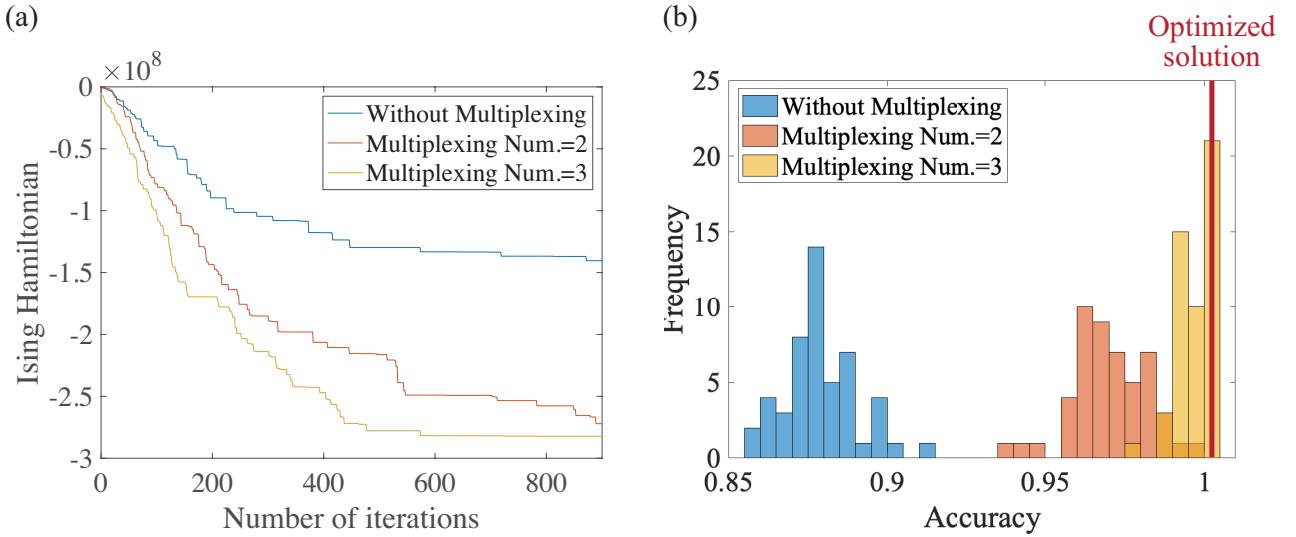 (a)
×10⁸
0
-0.5
-1
-1.5
-2
-2.5
-3
Ising Hamiltonian
Without Multiplexing
Multiplexing Num.=2
Multiplexing Num.=3
0
200
400
600
800
Number of iterations
(b)
Optimized
solution
25
20
15
10
5
0
Frequency
Without Multiplexing
Multiplexing Num.=2
Multiplexing Num.=3
0.85
0.9
0.95
1
Accuracy